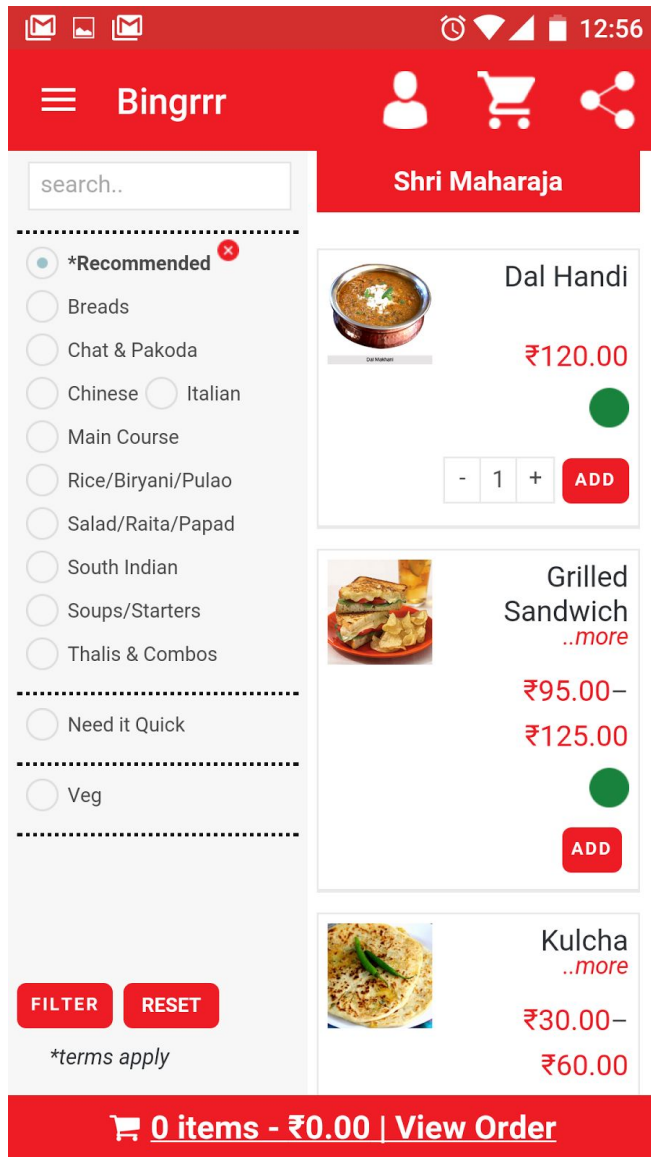 12:56
Bingrrr
search..
*Recommended
Breads
Chat & Pakoda
Chinese Italian
Main Course
Rice/Biryani/Pulao
Salad/Raita/Papad
South Indian
Soups/Starters
Thalis & Combos
Need it Quick
Veg
FILTER RESET
*terms apply
Shri Maharaja
Dal Makhani
Dal Handi
₹120.00
- 1 + ADD
Grilled
Sandwich
..more
₹95.00–
₹125.00
ADD
Kulcha
..more
₹30.00–
₹60.00
0 items - ₹0.00 | View Order